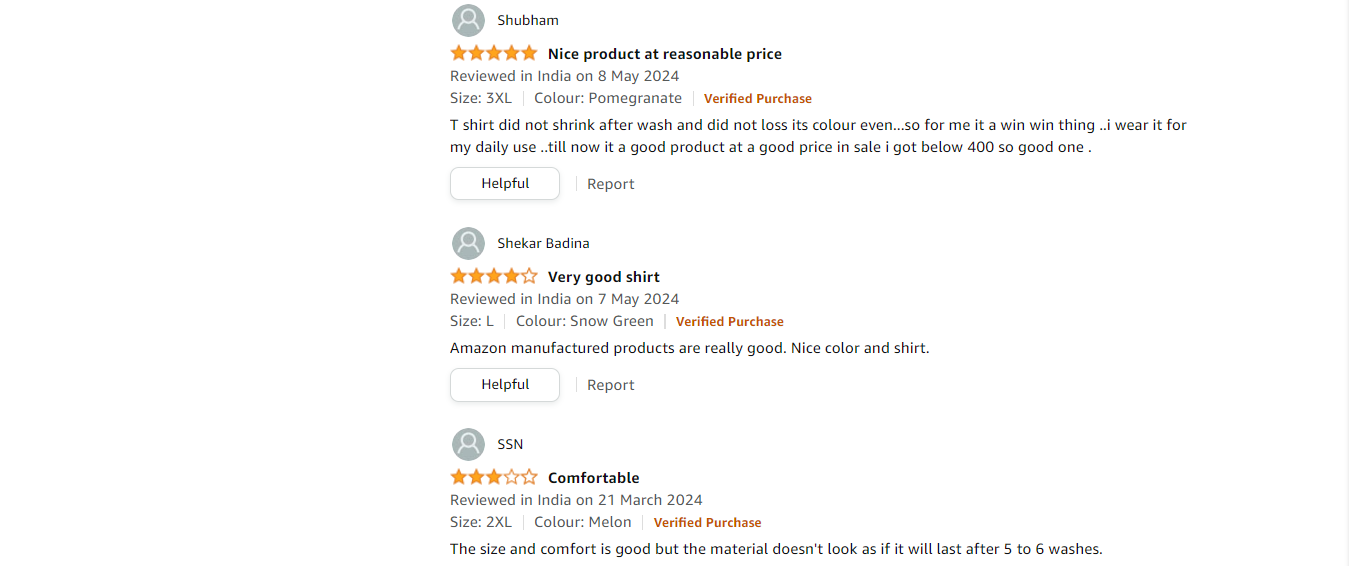 Shubham
Nice product at reasonable price
Reviewed in India on 8 May 2024
Size: 3XL | Colour: Pomegranate | Verified Purchase
T shirt did not shrink after wash and did not loss its colour even...so for me it a win win thing ..i wear it for
my daily use ..till now it a good product at a good price in sale i got below 400 so good one .
Helpful | Report
Shekar Badina
Very good shirt
Reviewed in India on 7 May 2024
Size: L | Colour: Snow Green | Verified Purchase
Amazon manufactured products are really good. Nice color and shirt.
Helpful | Report
SSN
Comfortable
Reviewed in India on 21 March 2024
Size: 2XL | Colour: Melon | Verified Purchase
The size and comfort is good but the material doesn't look as if it will last after 5 to 6 washes.